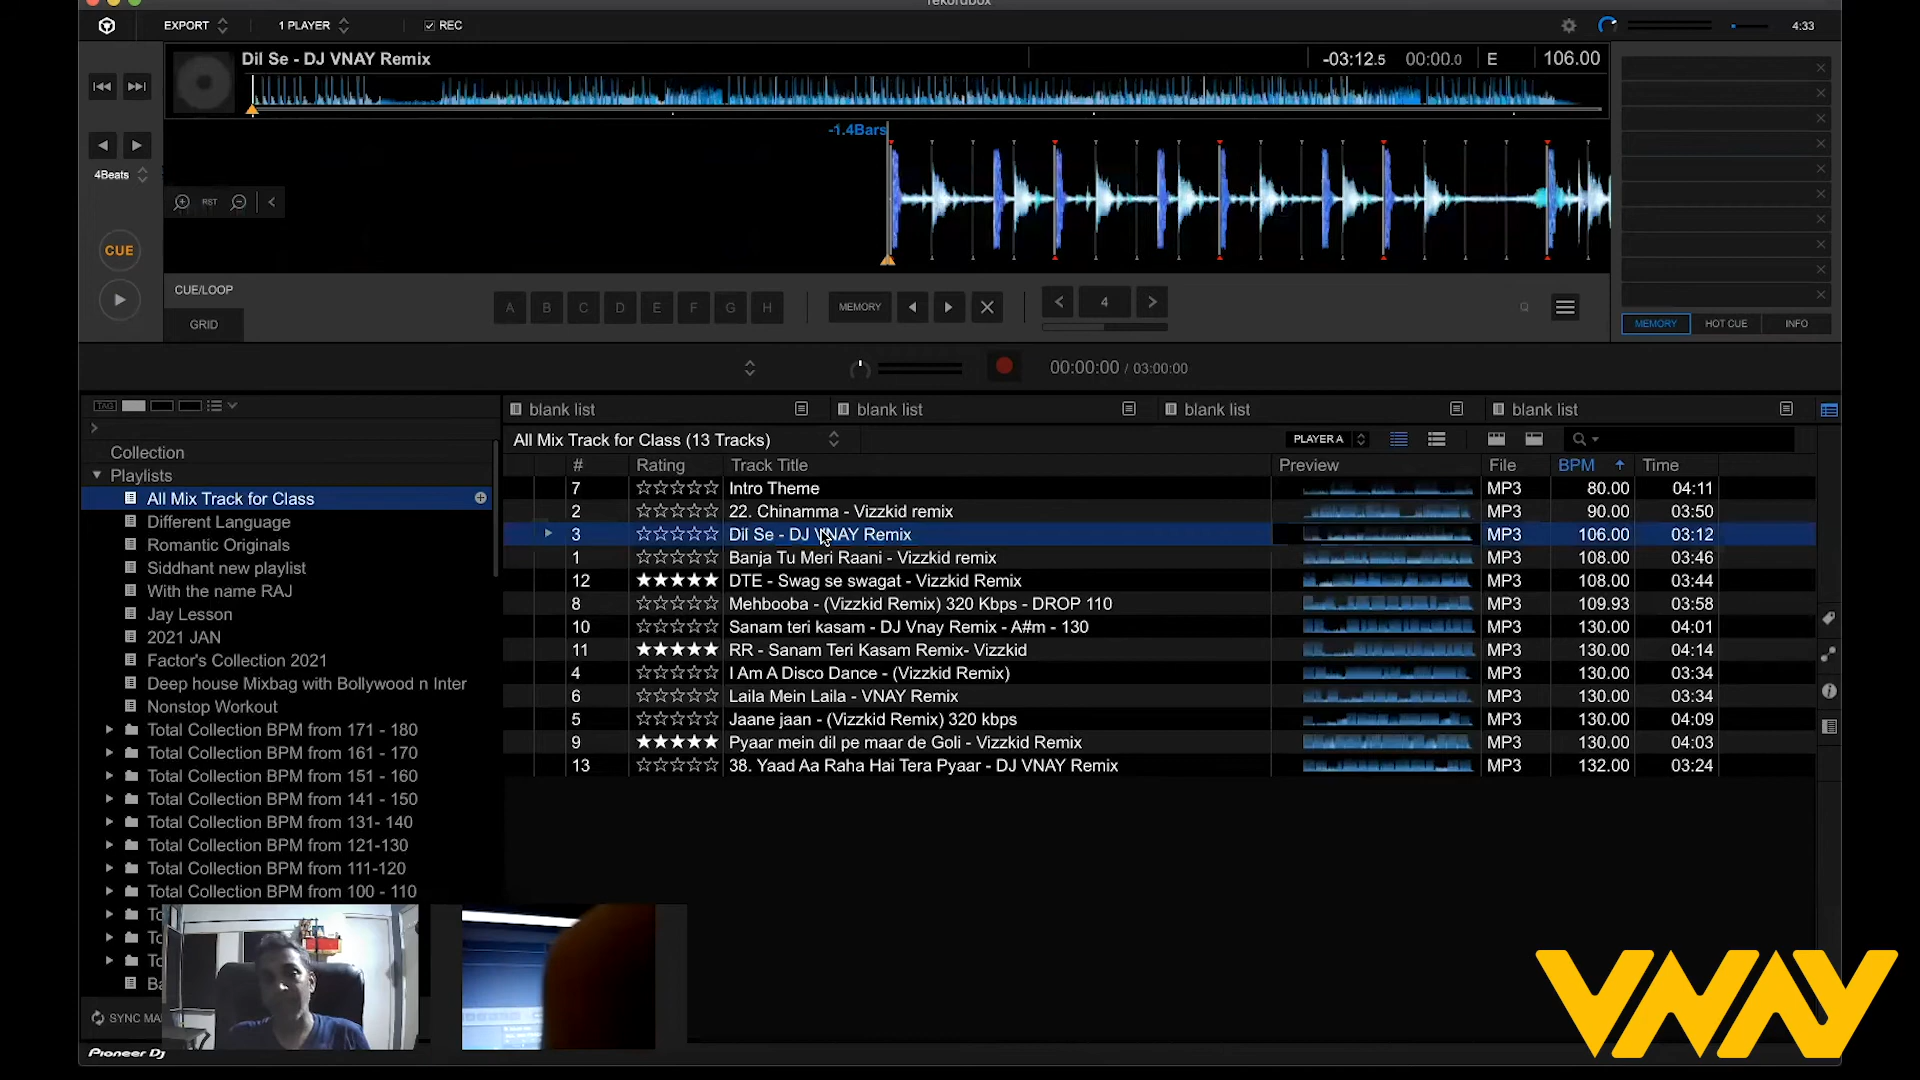 rekordbox
EXPORT
1 PLAYER
REC
4:33
Dil Se - DJ VNAY Remix
-03:12.5 00:00.0 E 106.00
-1.4Bars
4Beats
RST
CUE
CUE/LOOP
GRID
A B C D E F G H
MEMORY
4
MEMORY HOT CUE INFO
00:00:00 / 03:00:00
TAG
blank list blank list blank list blank list
All Mix Track for Class (13 Tracks)
PLAYER A
Collection
Playlists
All Mix Track for Class
Different Language
Romantic Originals
Siddhant new playlist
With the name RAJ
Jay Lesson
2021 JAN
Factor's Collection 2021
Deep house Mixbag with Bollywood n Inter
Nonstop Workout
Total Collection BPM from 171 - 180
Total Collection BPM from 161 - 170
Total Collection BPM from 151 - 160
Total Collection BPM from 141 - 150
Total Collection BPM from 131- 140
Total Collection BPM from 121-130
Total Collection BPM from 111-120
Total Collection BPM from 100 - 110
# Rating Track Title Preview File BPM Time
7 Intro Theme MP3 80.00 04:11
2 22. Chinamma - Vizzkid remix MP3 90.00 03:50
3 Dil Se - DJ VNAY Remix MP3 106.00 03:12
1 Banja Tu Meri Raani - Vizzkid remix MP3 108.00 03:46
12 DTE - Swag se swagat - Vizzkid Remix MP3 108.00 03:44
8 Mehbooba - (Vizzkid Remix) 320 Kbps - DROP 110 MP3 109.93 03:58
10 Sanam teri kasam - DJ Vnay Remix - A#m - 130 MP3 130.00 04:01
11 RR - Sanam Teri Kasam Remix- Vizzkid MP3 130.00 04:14
4 I Am A Disco Dance - (Vizzkid Remix) MP3 130.00 03:34
6 Laila Mein Laila - VNAY Remix MP3 130.00 03:34
5 Jaane jaan - (Vizzkid Remix) 320 kbps MP3 130.00 04:09
9 Pyaar mein dil pe maar de Goli - Vizzkid Remix MP3 130.00 04:03
13 38. Yaad Aa Raha Hai Tera Pyaar - DJ VNAY Remix MP3 132.00 03:24
SYNC MA
Pioneer Dj
VNAY